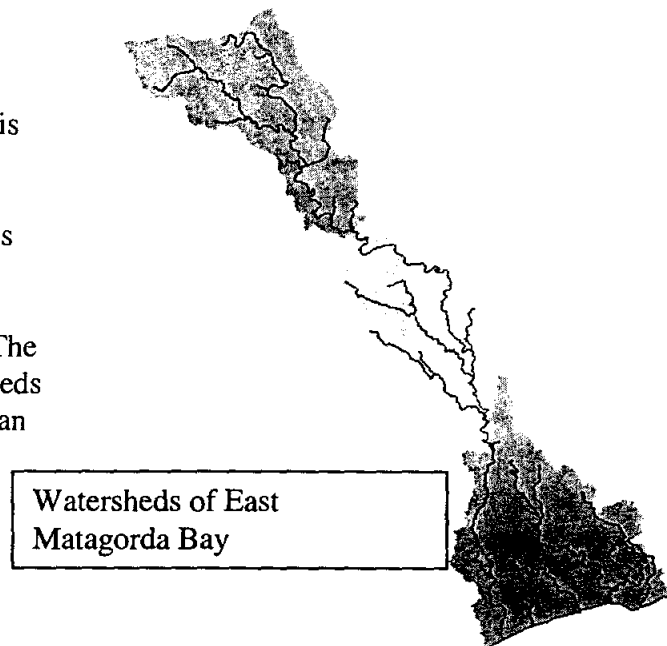 is
s
The
eds
an
Watersheds of East
Matagorda Bay